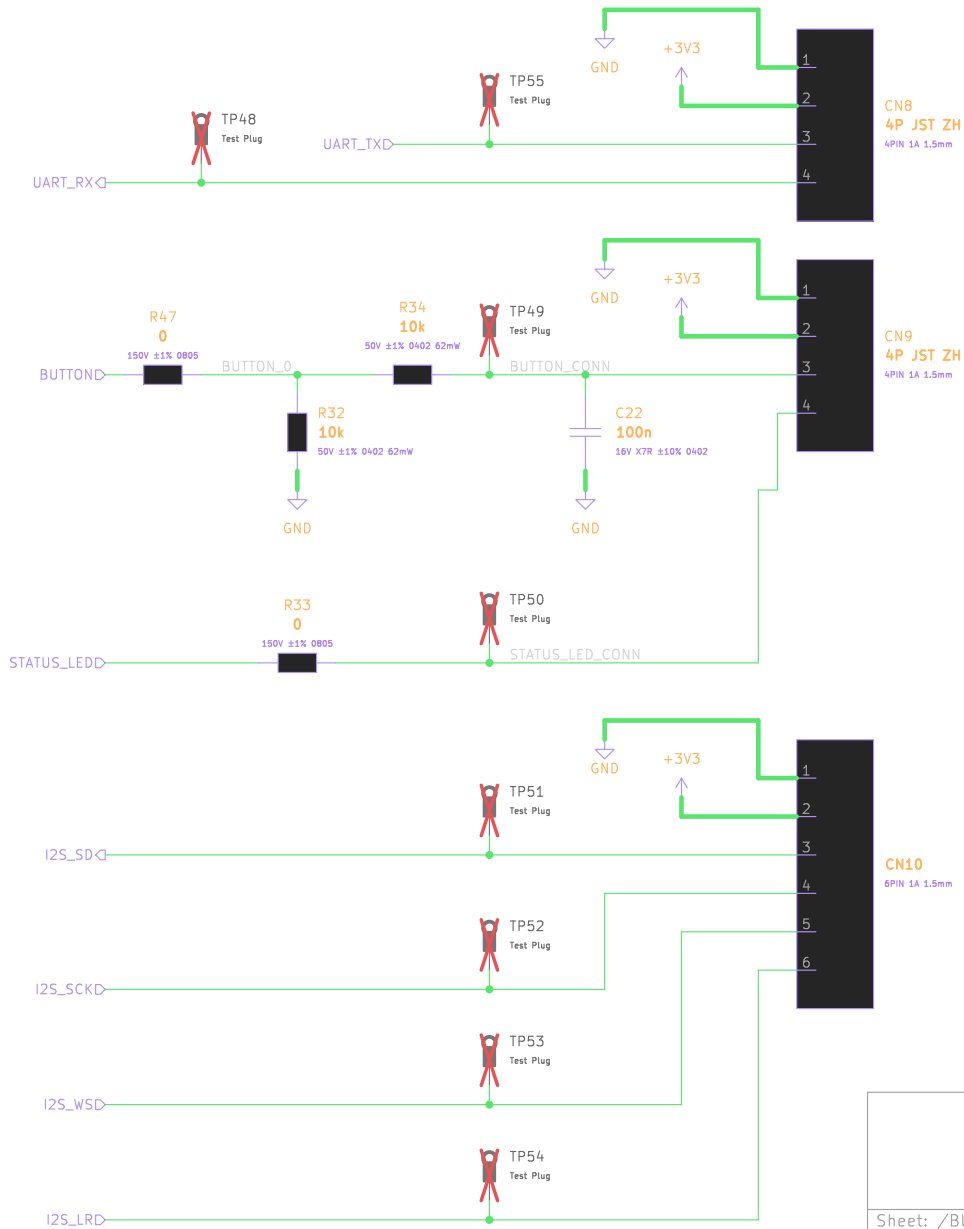 GND
+3V3
1
2
3
4
CN8
4P JST ZH
4PIN 1A 1.5mm
TP55
Test Plug
TP48
Test Plug
UART_TX
UART_RX
GND
+3V3
1
2
3
4
CN9
4P JST ZH
4PIN 1A 1.5mm
R47
0
150V ±1% 0805
BUTTON
BUTTON_0
R34
10k
50V ±1% 0402 62mW
TP49
Test Plug
BUTTON_CONN
R32
10k
50V ±1% 0402 62mW
GND
C22
100n
16V X7R ±10% 0402
GND
R33
0
150V ±1% 0805
STATUS_LED
TP50
Test Plug
STATUS_LED_CONN
GND
+3V3
1
2
3
4
5
6
CN10
6PIN 1A 1.5mm
TP51
Test Plug
I2S_SD
TP52
Test Plug
I2S_SCK
TP53
Test Plug
I2S_WS
TP54
Test Plug
I2S_LR
Sheet: